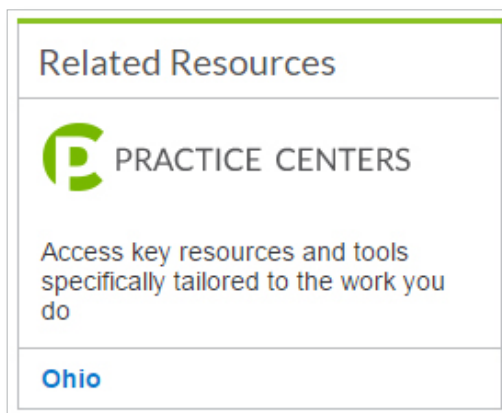 Related Resources
PRACTICE CENTERS
Access key resources and tools
specifically tailored to the work you
do
Ohio